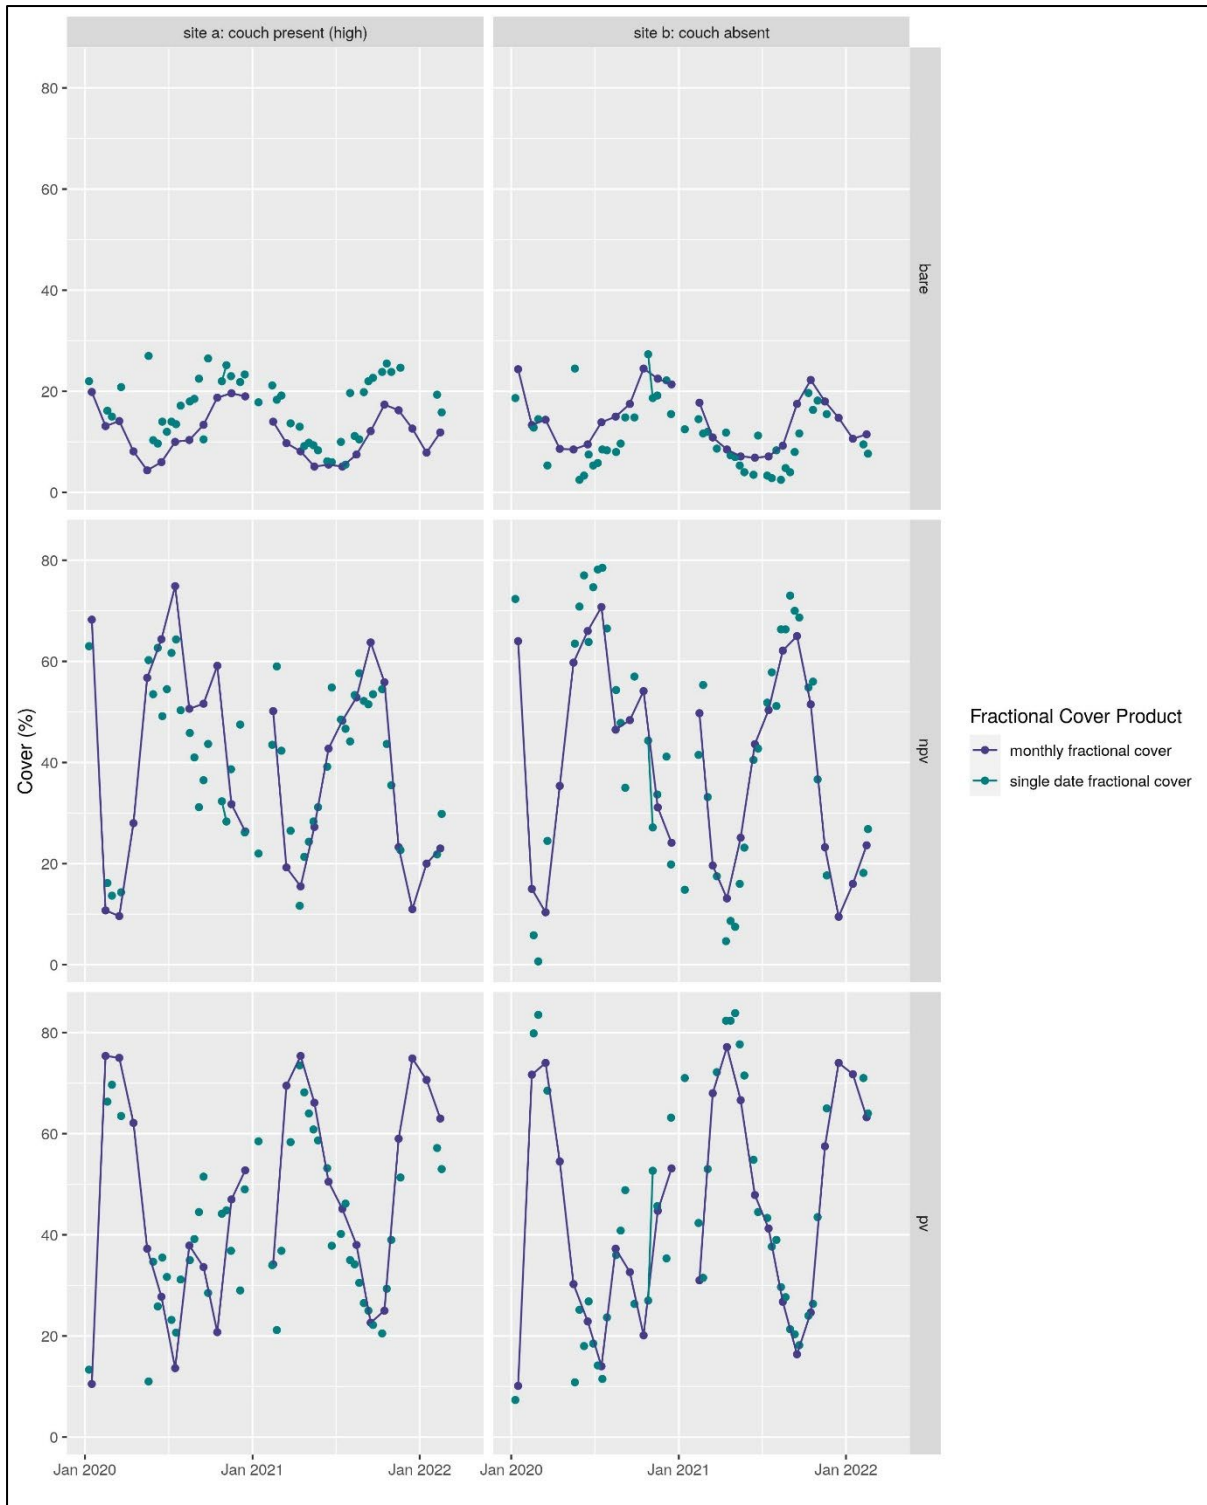 site a: couch present (high)
site b: couch absent
80
60
40
20
0
bare
80
60
40
20
0
npv
Cover (%)
80
60
40
20
0
pv
Jan 2020
Jan 2021
Jan 2022
Jan 2020
Jan 2021
Jan 2022
Fractional Cover Product
monthly fractional cover
single date fractional cover